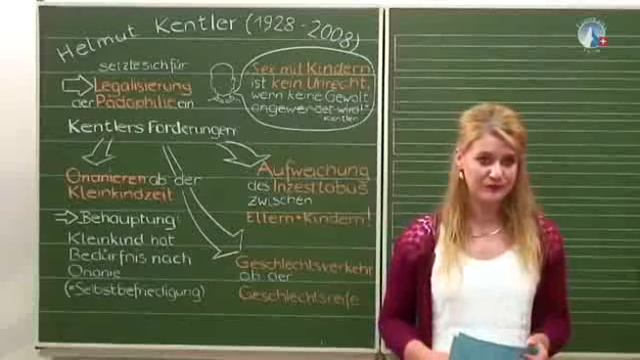 Helmut Kentler (1928-2008)
setzte sich für
Legalisierung
der Pädophilie ein
Sex mit Kindern
ist kein Unrecht,
wenn keine Gewalt
angewendet wird!
Kentler
Kentlers Forderungen
Onanieren ab der
Kleinkindzeit
Behauptung:
Kleinkind hat
Bedürfnis nach
Onanie
(=Selbstbefriedigung)
Aufweichung
des Inzesttabus
zwischen
Eltern+Kindern!
Geschlechtsverkehr
ab der
Geschlechtsreife